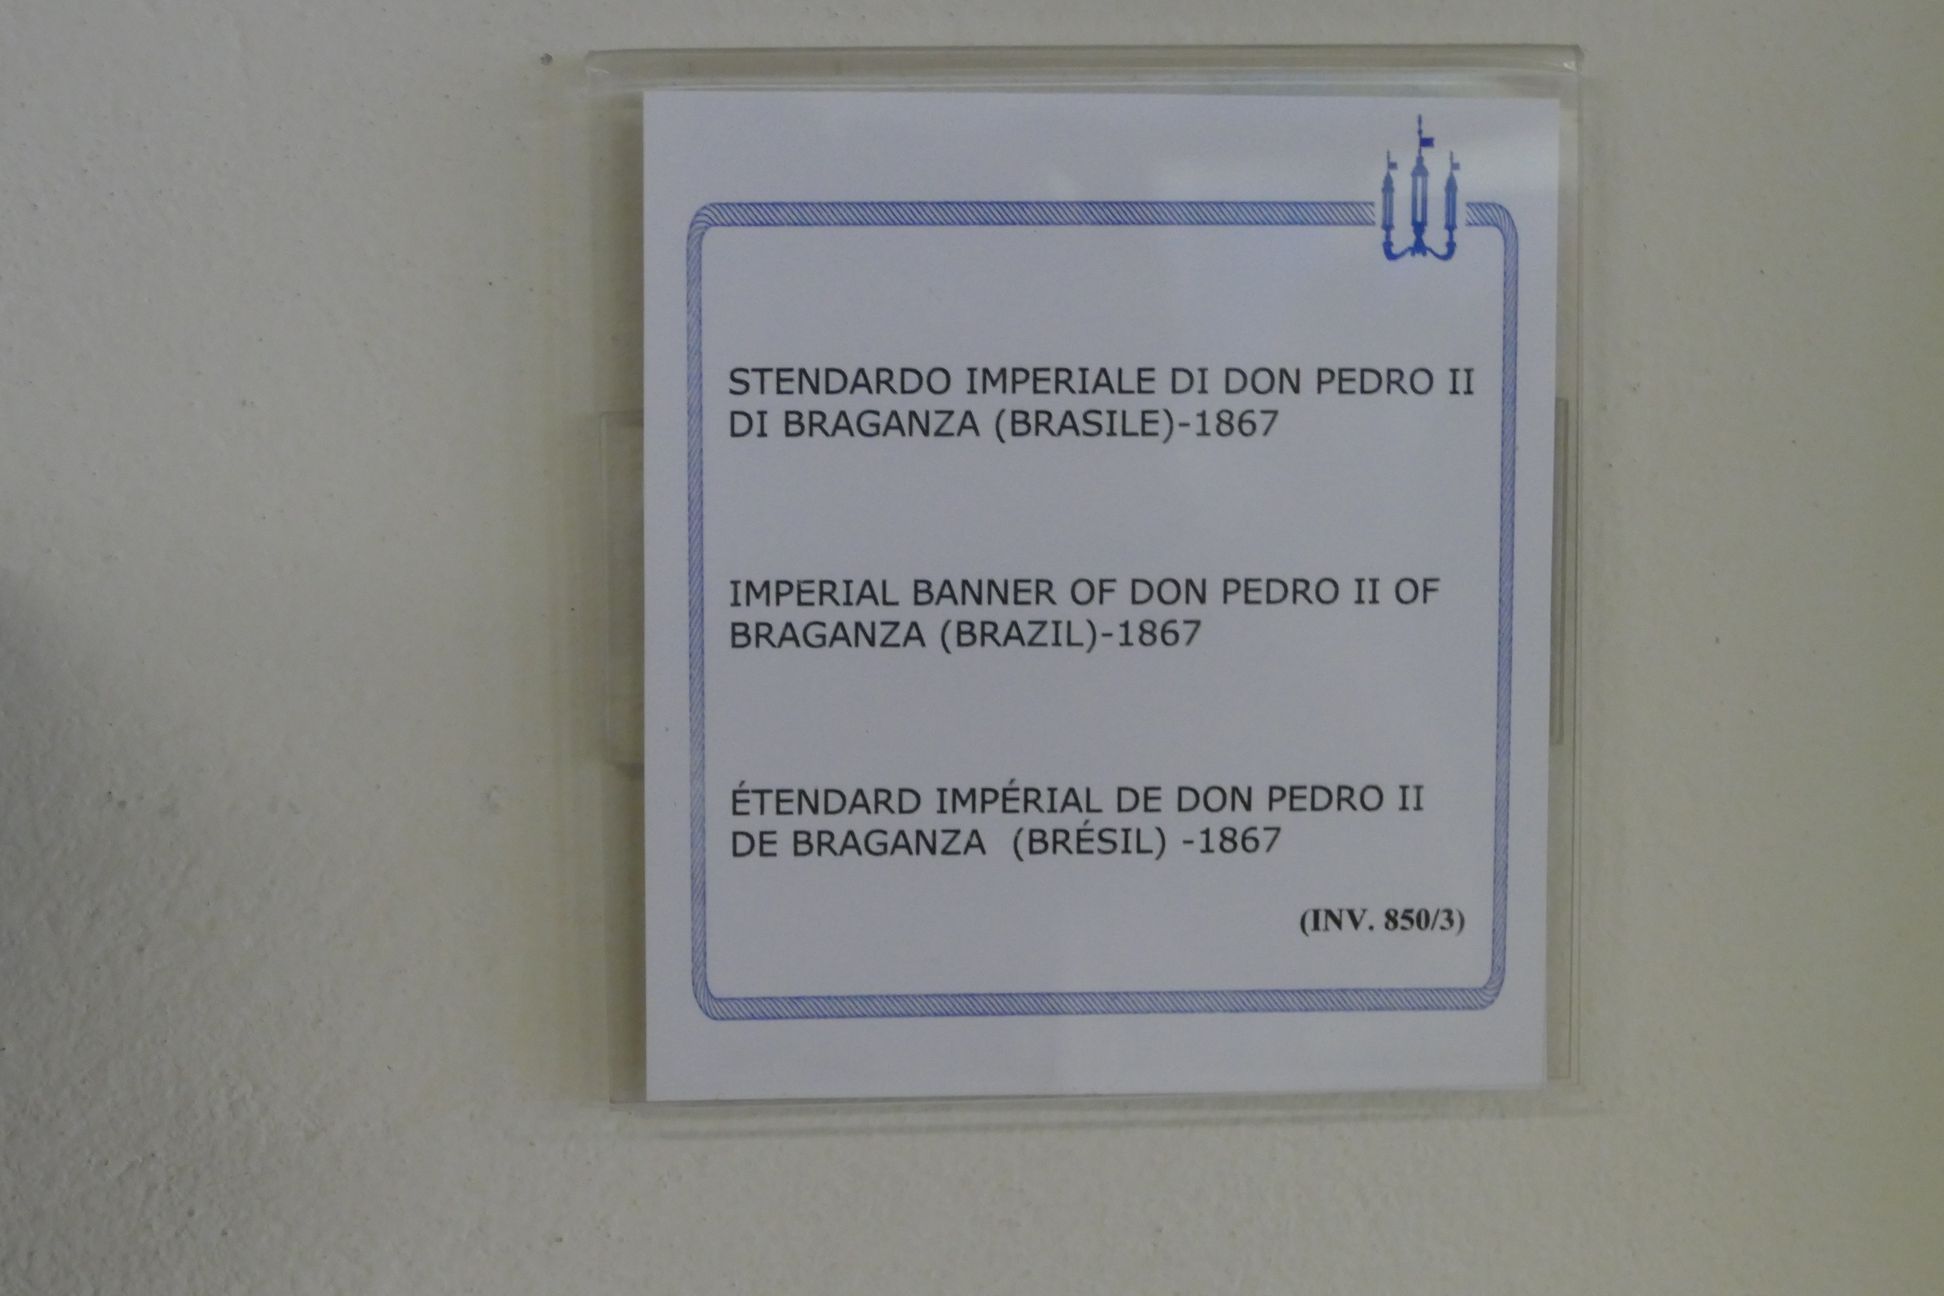 STENDARDO IMPERIALE DI DON PEDRO II
DI BRAGANZA (BRASILE)-1867
IMPERIAL BANNER OF DON PEDRO II OF
BRAGANZA (BRAZIL)-1867
ÉTENDARD IMPÉRIAL DE DON PEDRO II
DE BRAGANZA (BRÉSIL) -1867
(INV. 850/3)